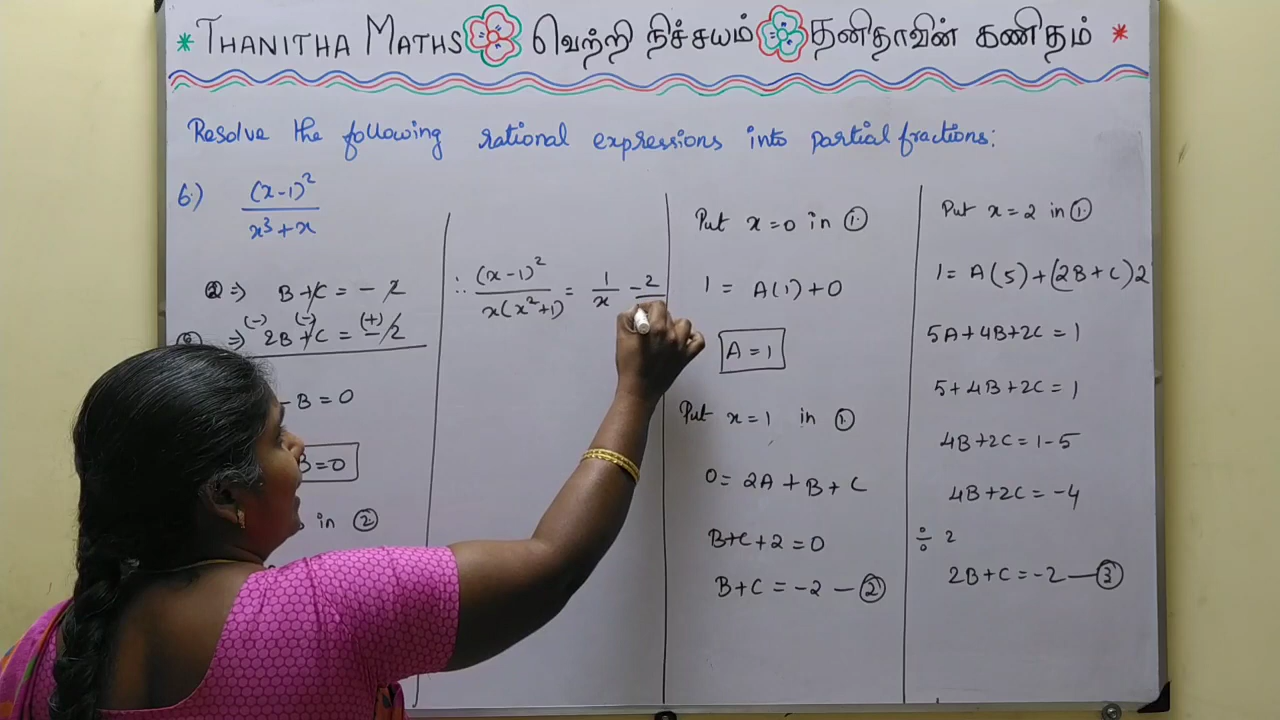 * THANITHA MATHS வெற்றி நிச்சயம் தனிதாவின் கணிதம் *
Resolve the following rational expressions into partial fractions:
6.) (x-1)² / x³+x
② ⇒ B+C = -2
⇒ 2B+C = -2
(-) (-) (+)
-B=0
B=0
in ②
∴ (x-1)² / x(x²+1) = 1/x - 2
Put x=0 in ①
1 = A(1)+0
A=1
Put x=1 in ①
0= 2A+B+C
B+C+2=0
B+C=-2 — ②
Put x=2 in ①
1= A(5)+(2B+C)2
5A+4B+2C=1
5+4B+2C=1
4B+2C=1-5
4B+2C=-4
÷ 2
2B+C=-2 — ③